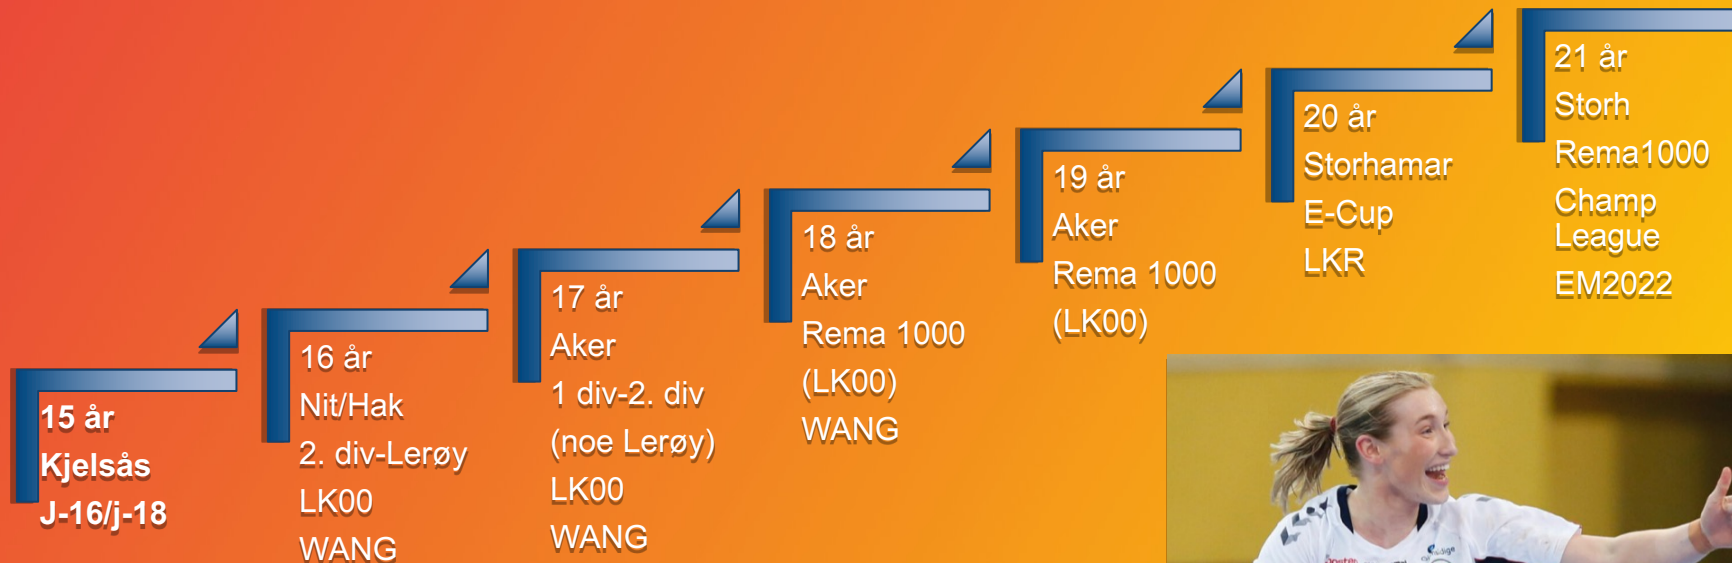 15 år
Kjelsås
J-16/j-18
16 år
Nit/Hak
2. div-Lerøy
LK00
WANG
17 år
Aker
1 div-2. div
(noe Lerøy)
LK00
WANG
18 år
Aker
Rema 1000
(LK00)
WANG
19 år
Aker
Rema 1000
(LK00)
20 år
Storhamar
E-Cup
LKR
21 år
Storh
Rema1000
Champ
League
EM2022